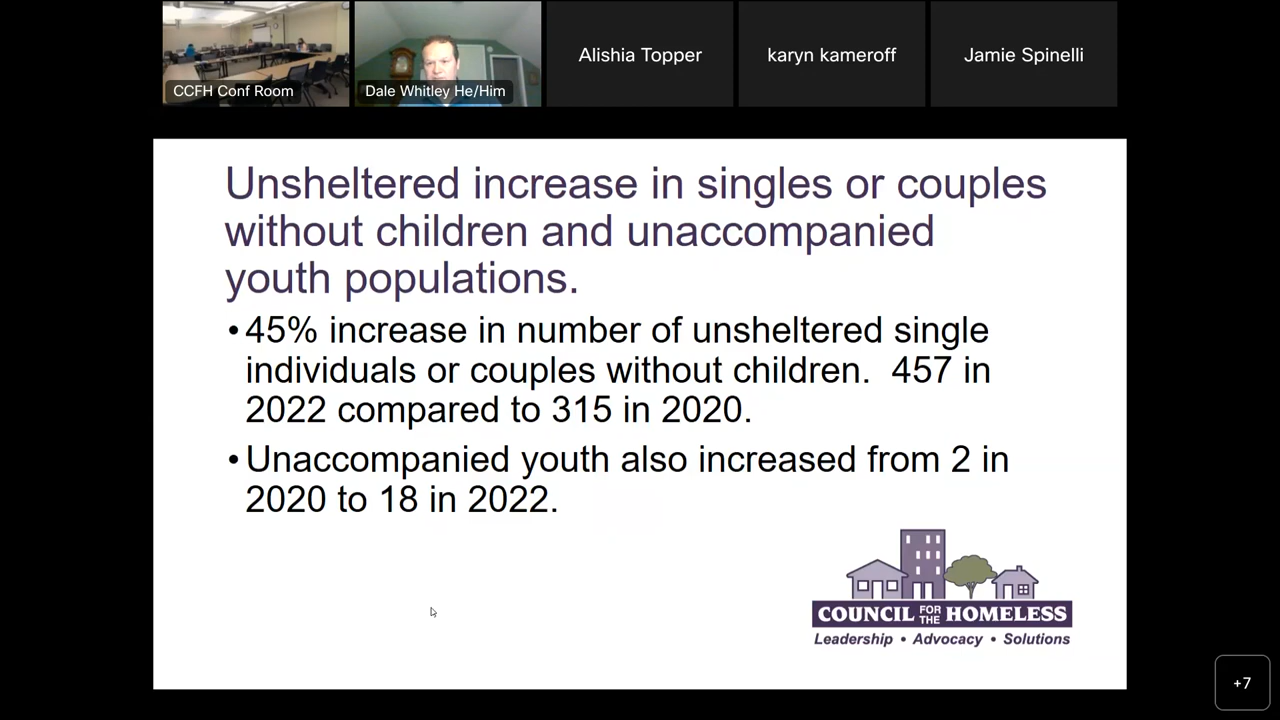 CCFH Conf Room
Dale Whitley He/Him
Alishia Topper
karyn kameroff
Jamie Spinelli
Unsheltered increase in singles or couples
without children and unaccompanied
youth populations.
•45% increase in number of unsheltered single
individuals or couples without children.  457 in
2022 compared to 315 in 2020.
•Unaccompanied youth also increased from 2 in
2020 to 18 in 2022.
COUNCIL FOR THE HOMELESS
Leadership • Advocacy • Solutions
+7